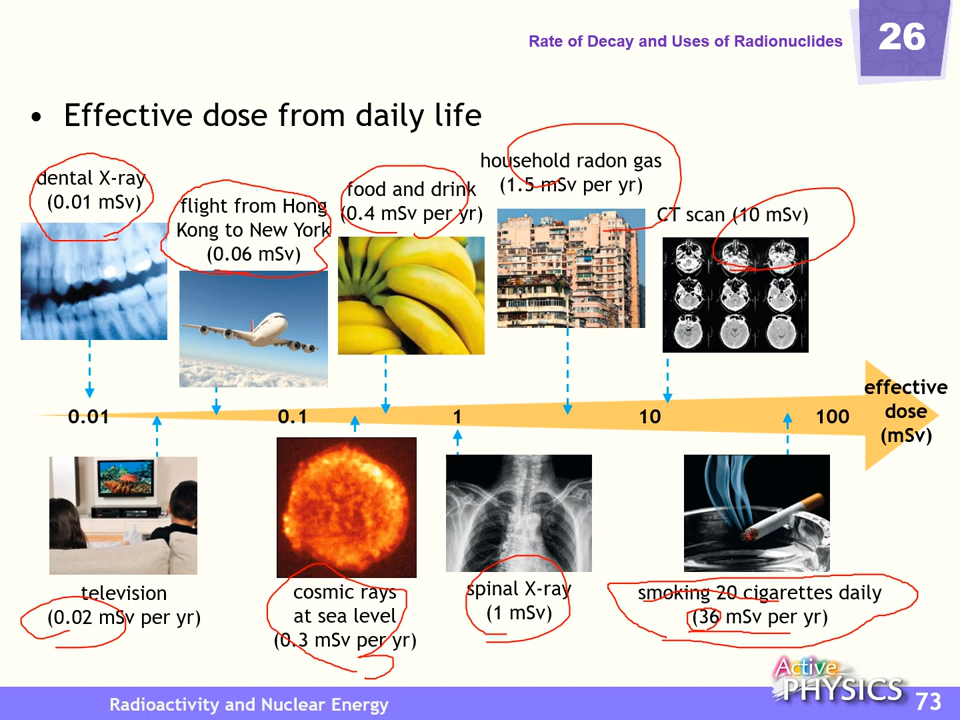 Rate of Decay and Uses of Radionuclides
26
• Effective dose from daily life
dental X-ray
(0.01 mSv)
flight from Hong
Kong to New York
(0.06 mSv)
food and drink
(0.4 mSv per yr)
household radon gas
(1.5 mSv per yr)
CT scan (10 mSv)
0.01
0.1
1
10
100
effective
dose
(mSv)
television
(0.02 mSv per yr)
cosmic rays
at sea level
(0.3 mSv per yr)
spinal X-ray
(1 mSv)
smoking 20 cigarettes daily
(36 mSv per yr)
Active
PHYSICS
Radioactivity and Nuclear Energy
73